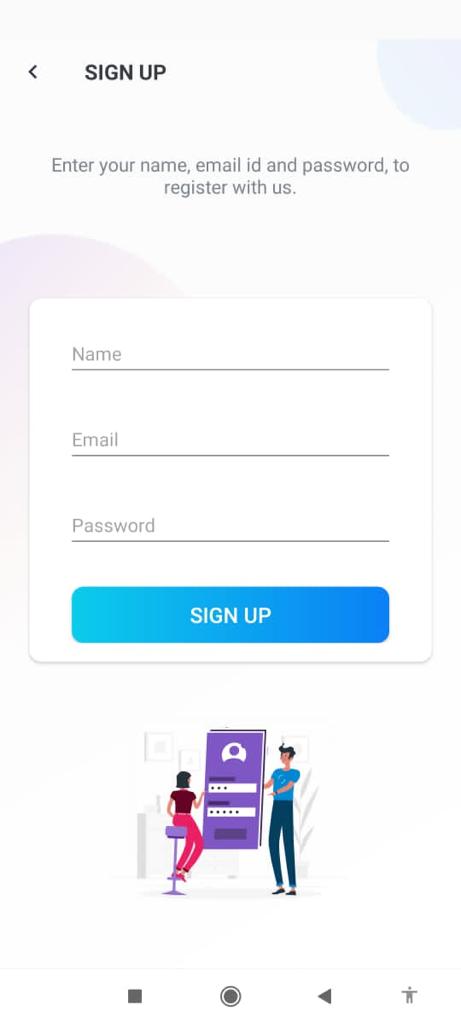 SIGN UP
Enter your name, email id and password, to
register with us.
Name
Email
Password
SIGN UP